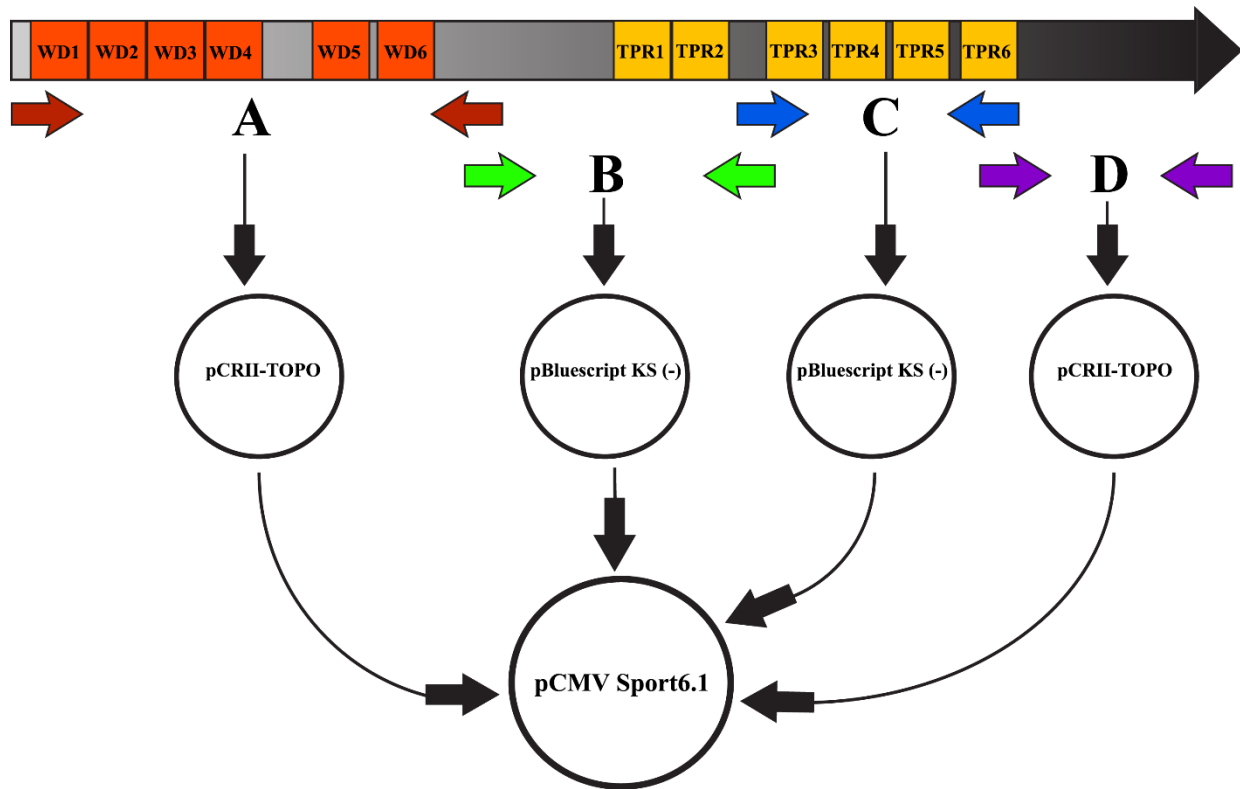 WD1 WD2 WD3 WD4 WD5 WD6 TPR1 TPR2 TPR3 TPR4 TPR5 TPR6
A C
B D
pCRII-TOPO pBluescript KS (-) pBluescript KS (-) pCRII-TOPO
pCMV Sport6.1